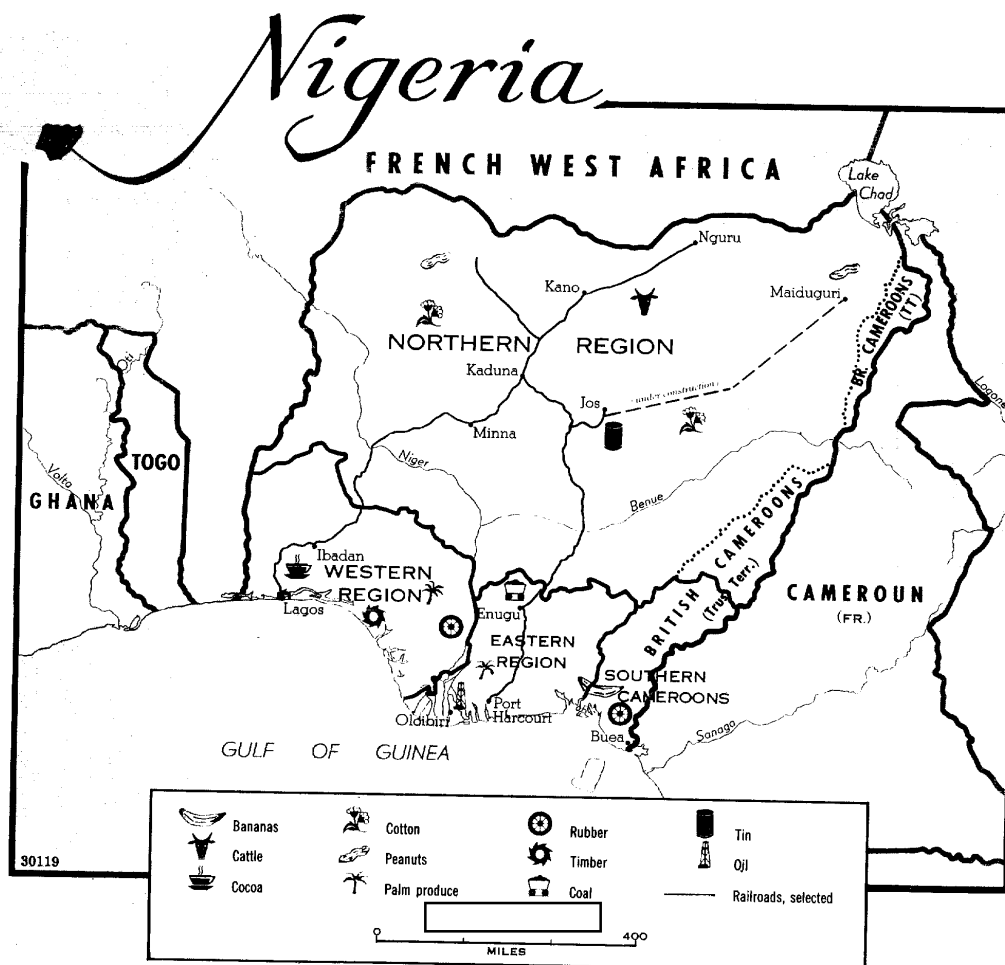 Nigeria
FRENCH WEST AFRICA
Lake
Chad
Nguru
Kano
Maiduguri
BR. CAMEROONS
(TT)
NORTHERN REGION
Kaduna
Jos
(under construction)
Minna
Oti
Logone
TOGO
Niger
Volta
GHANA
Benue
Ibadan
WESTERN
REGION
Lagos
Enugu
EASTERN
REGION
BRITISH CAMEROONS
(Trust Terr.)
CAMEROUN
(FR.)
SOUTHERN
CAMEROONS
Oldibiri
Port
Harcourt
Buea
Sanaga
GULF OF GUINEA
Bananas
Cotton
Rubber
Tin
Cattle
Peanuts
Timber
Oil
Cocoa
Palm produce
Coal
Railroads, selected
30119
0 400
MILES